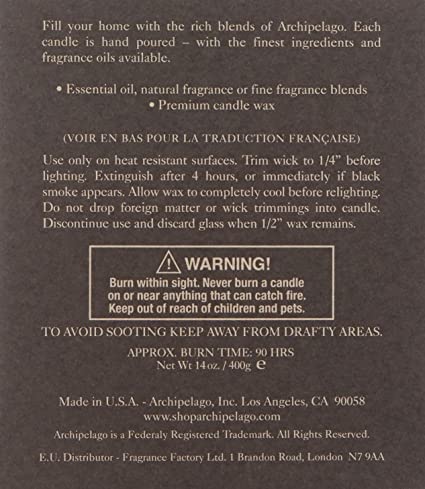 Fill your home with the rich blends of Archipelago. Each
candle is hand poured – with the finest ingredients and
fragrance oils available.
• Essential oil, natural fragrance or fine fragrance blends
• Premium candle wax
(VOIR EN BAS POUR LA TRADUCTION FRANÇAISE)
Use only on heat resistant surfaces. Trim wick to 1/4" before
lighting. Extinguish after 4 hours, or immediately if black
smoke appears. Allow wax to completely cool before relighting.
Do not drop foreign matter or wick trimmings into candle.
Discontinue use and discard glass when 1/2" wax remains.
⚠ WARNING!
Burn within sight. Never burn a candle
on or near anything that can catch fire.
Keep out of reach of children and pets.
TO AVOID SOOTING KEEP AWAY FROM DRAFTY AREAS.
APPROX. BURN TIME: 90 HRS
Net Wt 14oz. / 400g ℮
Made in U.S.A. - Archipelago, Inc. Los Angeles, CA 90058
www.shoparchipelago.com
Archipelago is a Federaly Registered Trademark. All Rights Reserved.
E.U. Distributor - Fragrance Factory Ltd. 1 Brandon Road, London N7 9AA